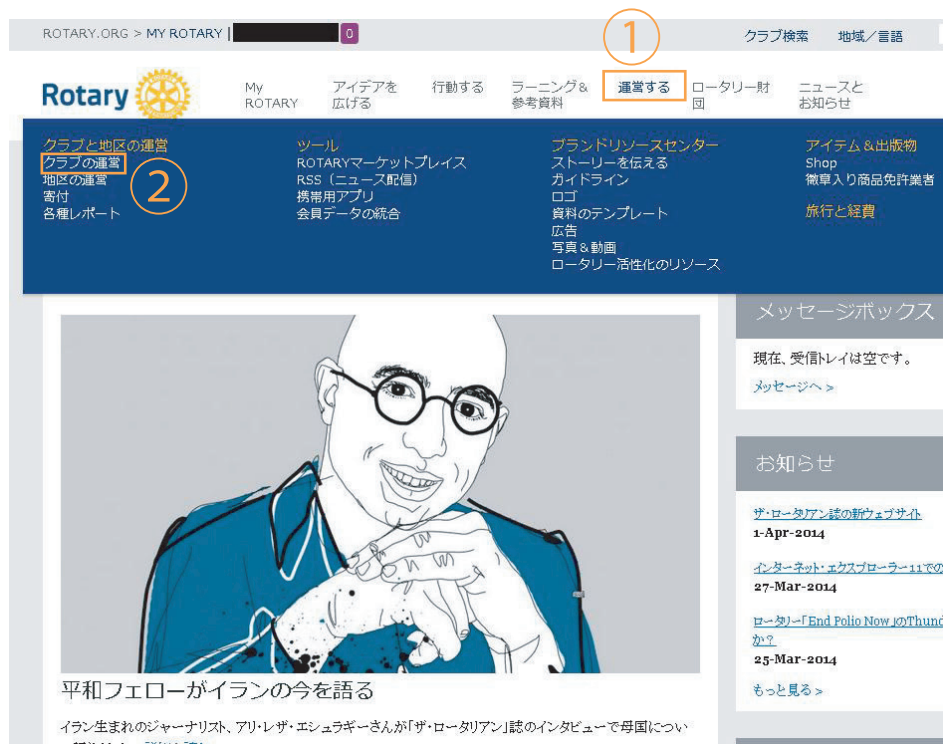 ROTARY.ORG > MY ROTARY | 0 クラブ検索 地域／言語
①
Rotary
My ROTARY
アイデアを広げる
行動する
ラーニング＆参考資料
運営する
ロータリー財団
ニュースとお知らせ
クラブと地区の運営
クラブの運営
地区の運営
寄付
各種レポート
②
ツール
ROTARYマーケットプレイス
RSS（ニュース配信）
携帯用アプリ
会員データの統合
ブランドリソースセンター
ストーリーを伝える
ガイドライン
ロゴ
資料のテンプレート
広告
写真＆動画
ロータリー活性化のリソース
アイテム＆出版物
Shop
徽章入り商品免許業者
旅行と経費
平和フェローがイランの今を語る
イラン生まれのジャーナリスト、アリ・レザ・エシュラギーさんが「ザ・ロータリアン」誌のインタビューで母国につい
メッセージボックス
現在、受信トレイは空です。
メッセージへ >
お知らせ
ザ・ロータリアン誌の新ウェブサイト
1-Apr-2014
インターネット・エクスプローラー11での
27-Mar-2014
ロータリー「End Polio Now」のThund
か？
25-Mar-2014
もっと見る >